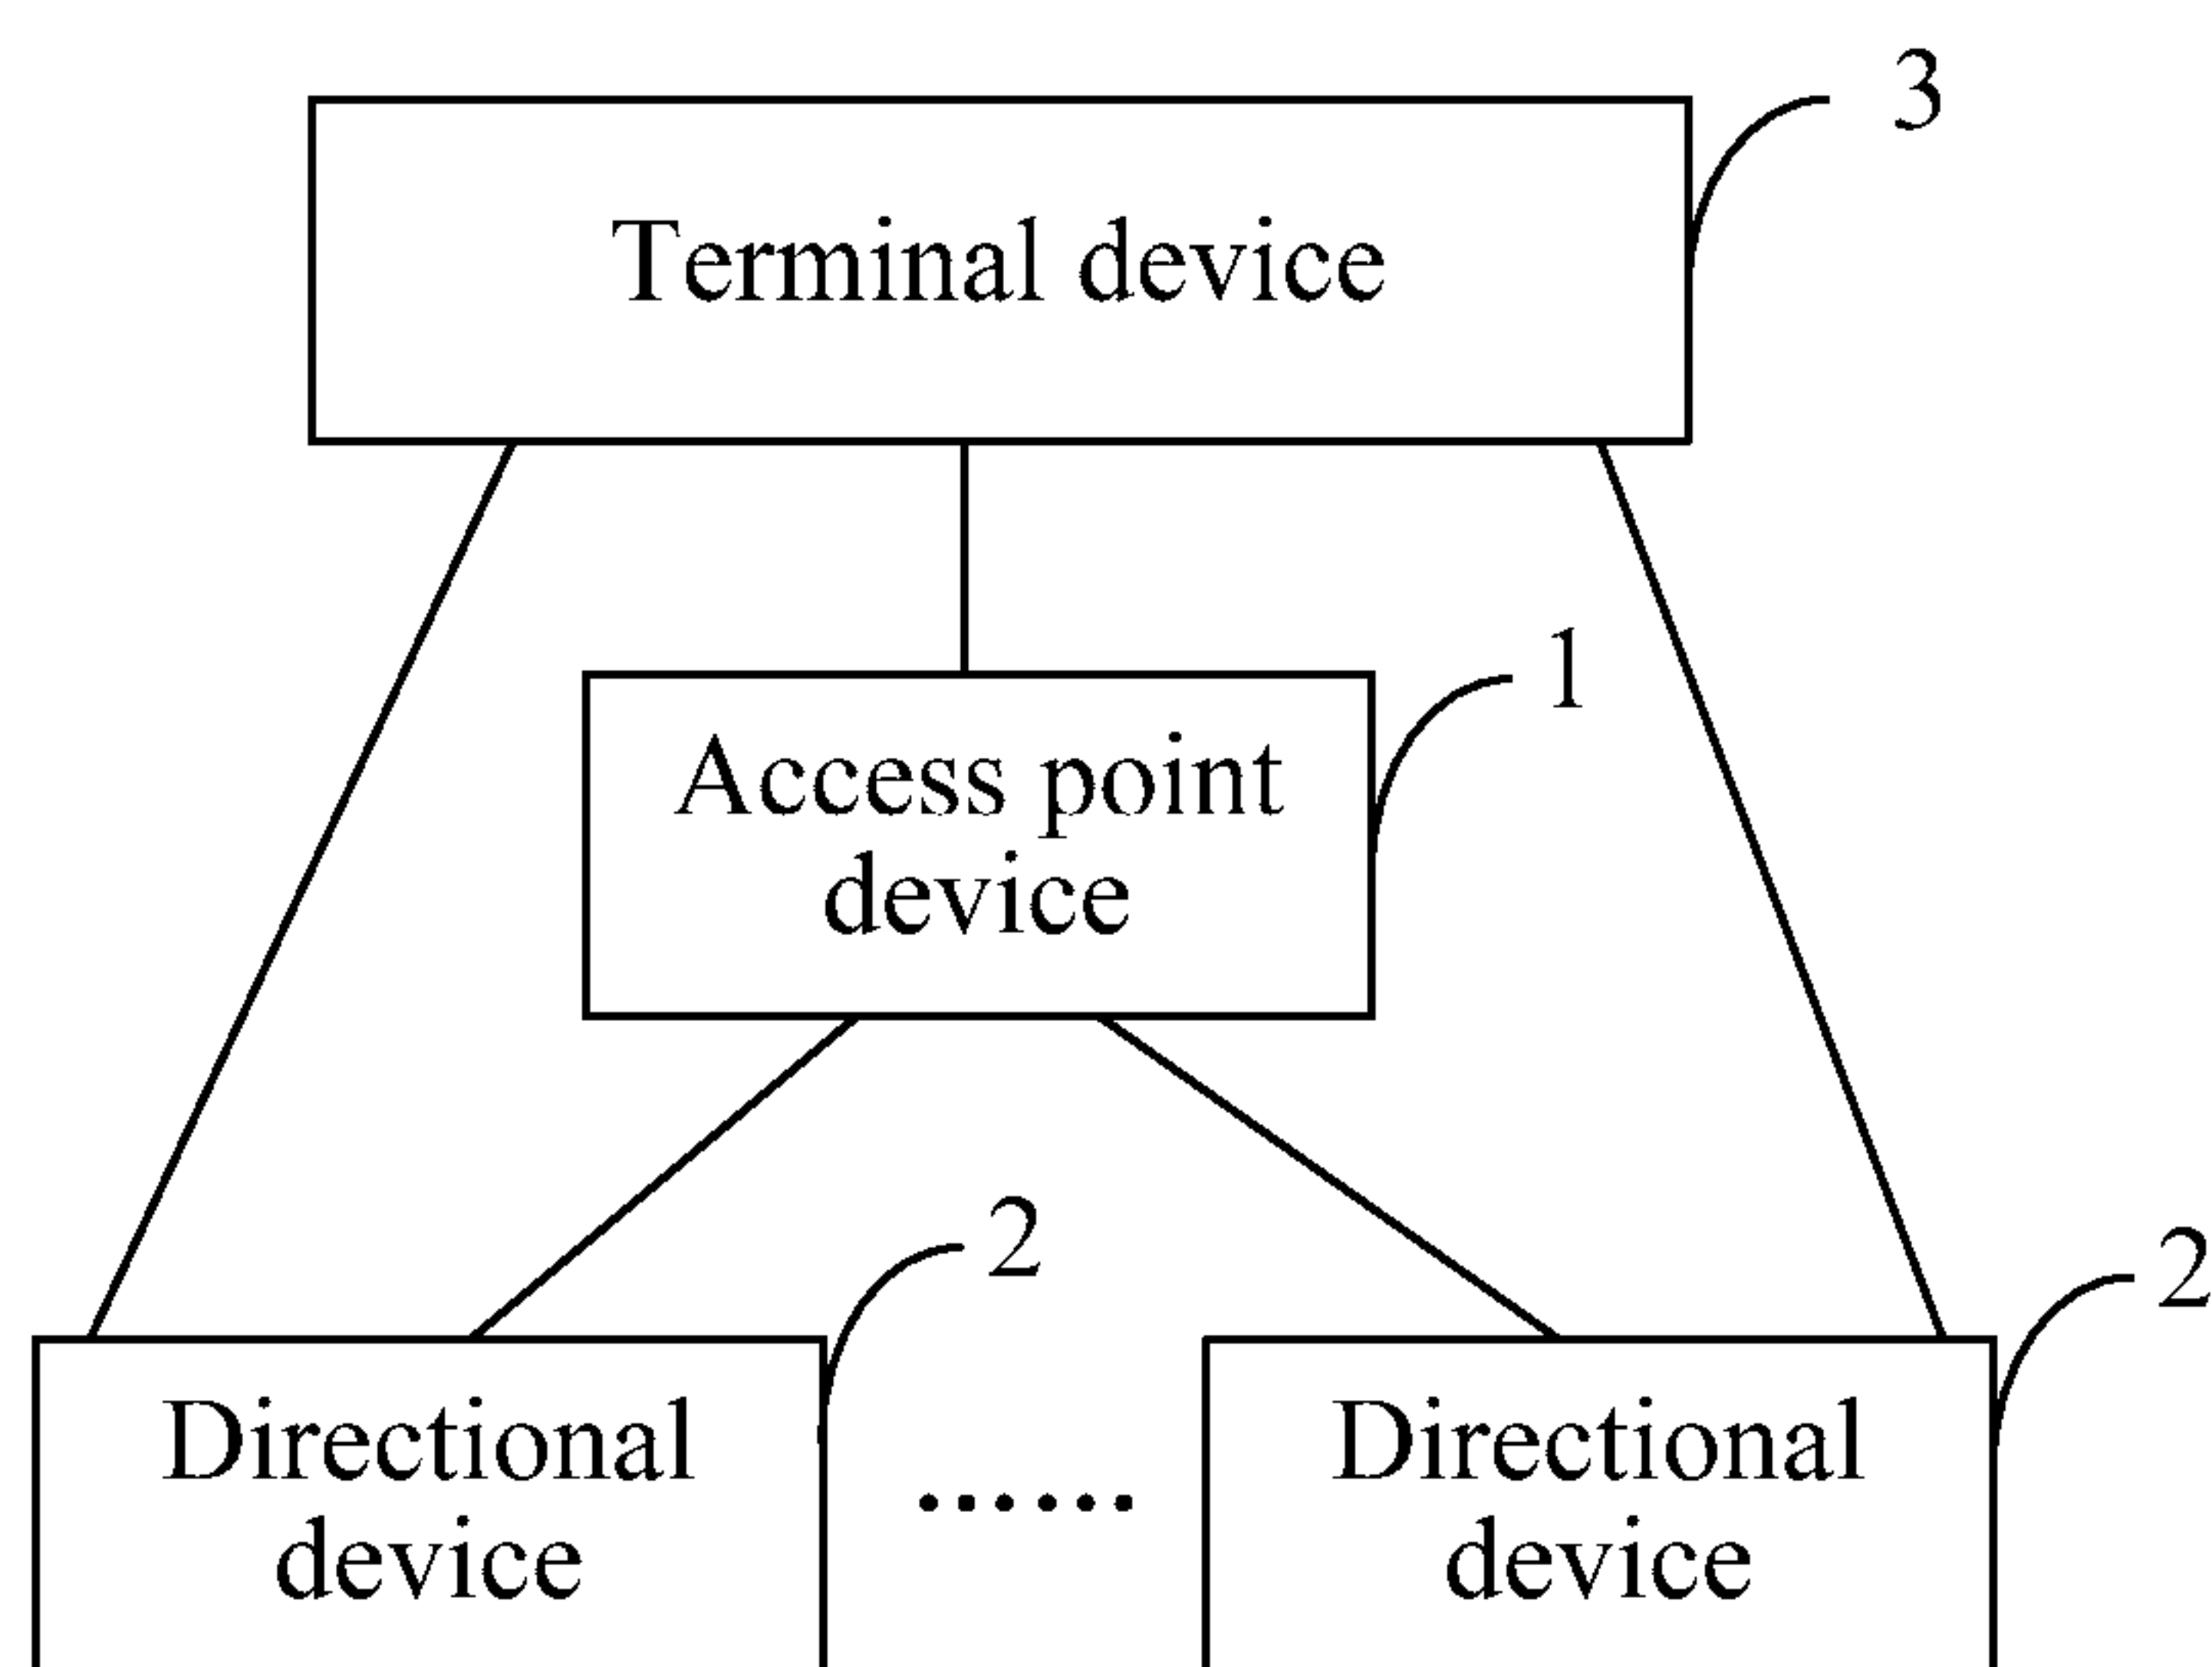 3
Terminal device
1
Access point
device
2
2
Directional
device
......
Directional
device